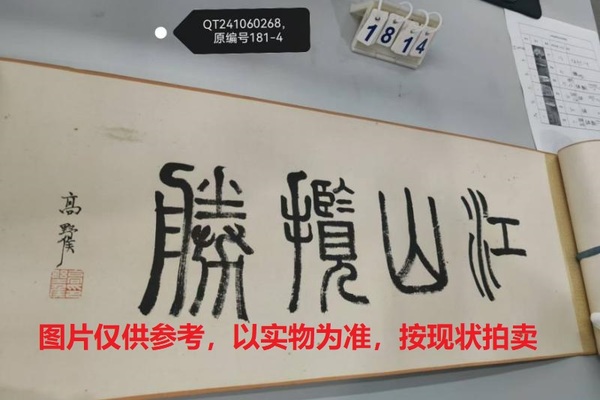 QT241060268,
原编号181-4
1814
江山揽勝
高野侯
图片仅供参考，以实物为准，按现状拍卖